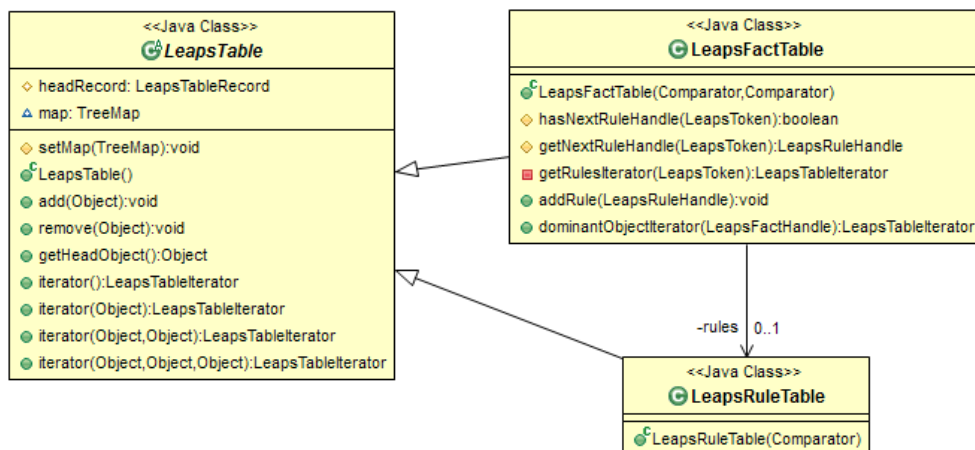 <<Java Class>>
LeapsTable
headRecord: LeapsTableRecord
map: TreeMap
setMap(TreeMap):void
LeapsTable()
add(Object):void
remove(Object):void
getHeadObject():Object
iterator():LeapsTableIterator
iterator(Object):LeapsTableIterator
iterator(Object,Object):LeapsTableIterator
iterator(Object,Object,Object):LeapsTableIterator
<<Java Class>>
LeapsFactTable
LeapsFactTable(Comparator,Comparator)
hasNextRuleHandle(LeapsToken):boolean
getNextRuleHandle(LeapsToken):LeapsRuleHandle
getRulesIterator(LeapsToken):LeapsTableIterator
addRule(LeapsRuleHandle):void
dominantObjectIterator(LeapsFactHandle):LeapsTableIterator
-rules 0..1
<<Java Class>>
LeapsRuleTable
LeapsRuleTable(Comparator)